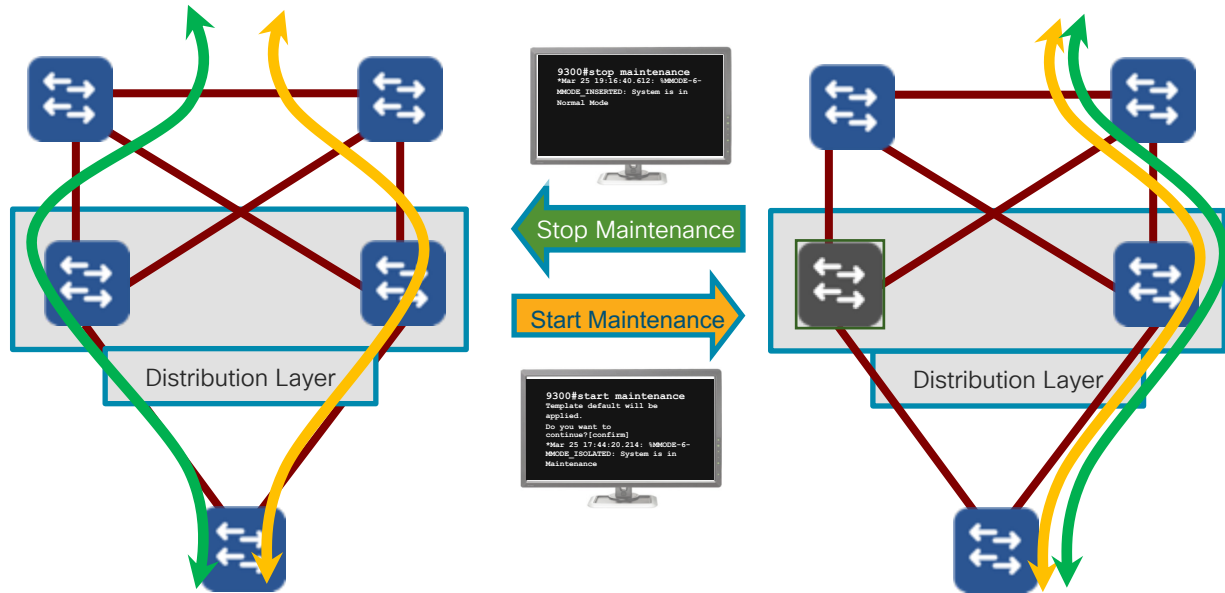 9300#stop maintenance
*Mar 25 19:16:40.612: %MMODE-6-
MMODE_INSERTED: System is in
Normal Mode
Stop Maintenance
Start Maintenance
Distribution Layer
9300#start maintenance
Template default will be
applied.
Do you want to
continue?[confirm]
*Mar 25 17:44:20.214: %MMODE-6-
MMODE_ISOLATED: System is in
Maintenance
Distribution Layer